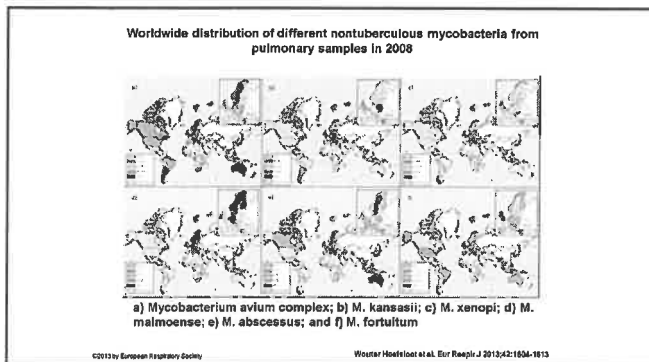 Worldwide distribution of different nontuberculous mycobacteria from
pulmonary samples in 2008
a) Mycobacterium avium complex; b) M. kansasii; c) M. xenopi; d) M.
malmoense; e) M. abscessus; and f) M. fortuitum
©2013 by European Respiratory Society
Wouter Hoefsloot et al. Eur Respir J 2013;42:1604-1613